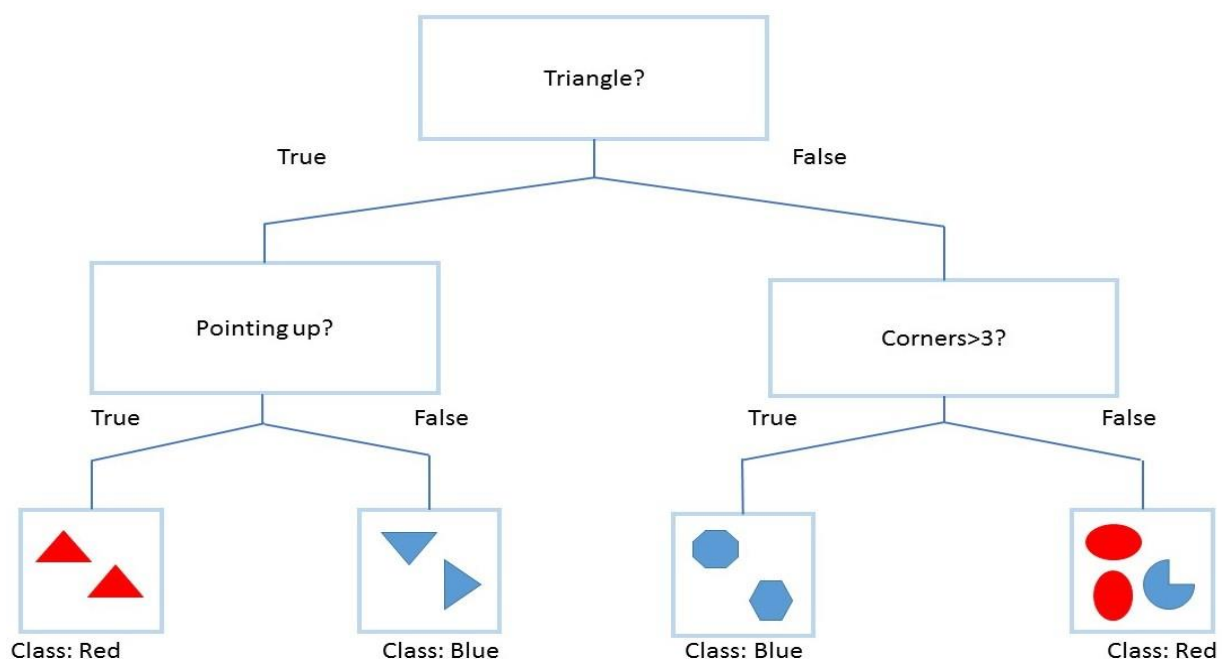 Triangle?
True
False
Pointing up?
Corners>3?
True
False
True
False
Class: Red
Class: Blue
Class: Blue
Class: Red